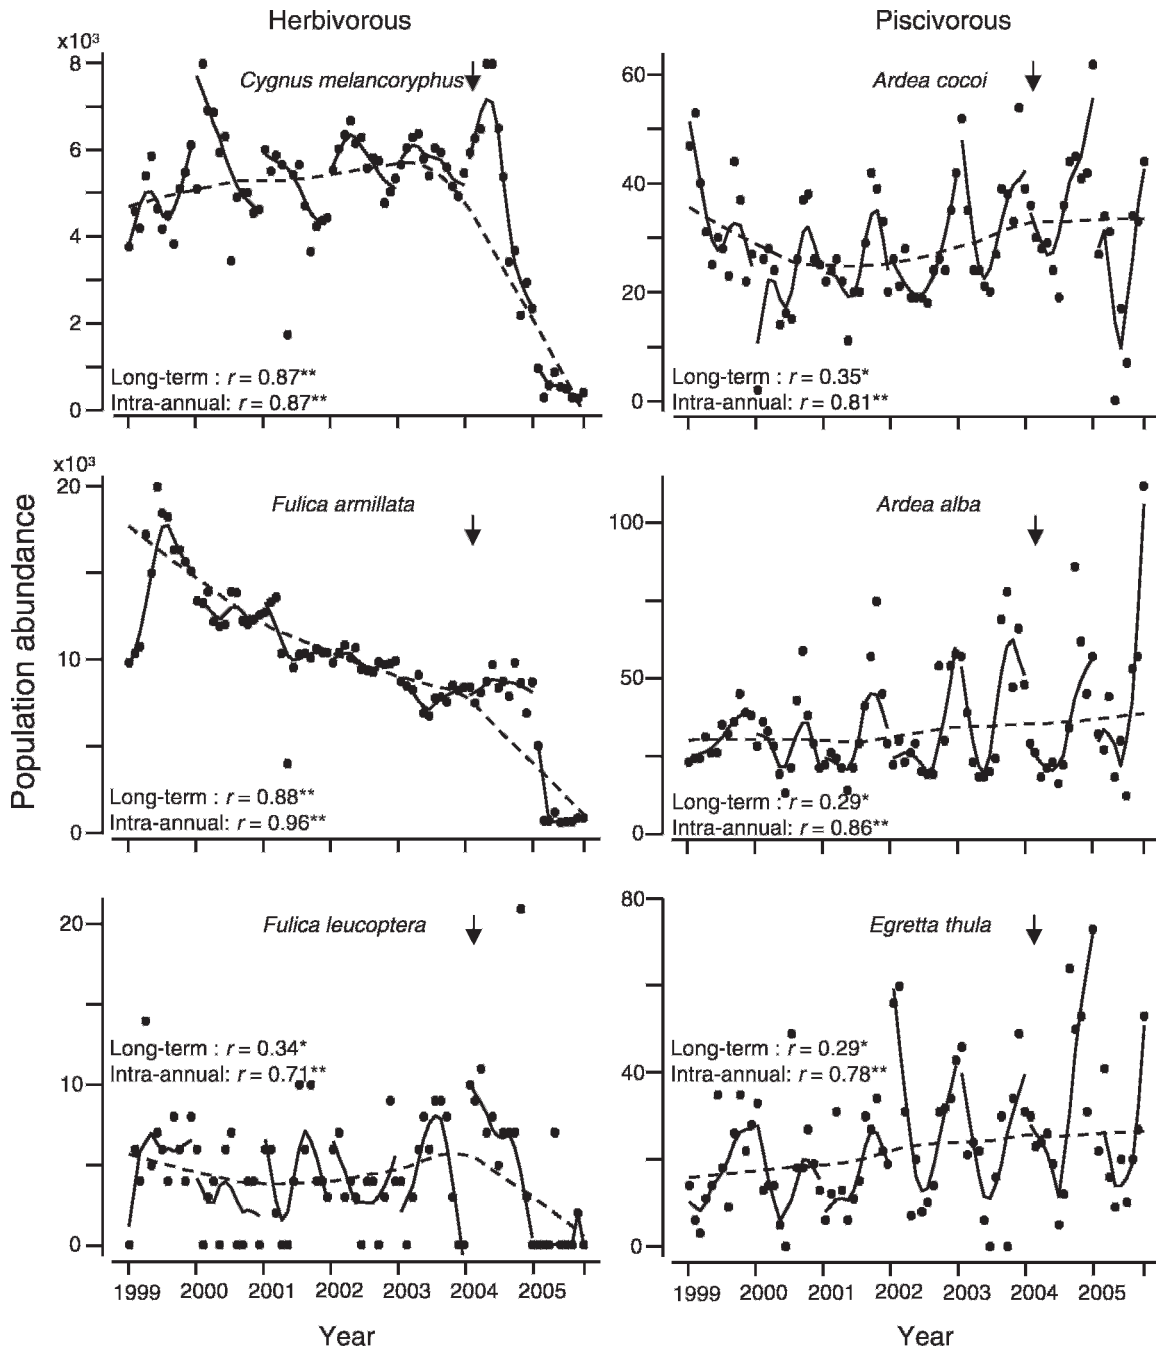 Herbivorous
Piscivorous
Population abundance
x10³
8
6
4
2
0
Cygnus melancoryphus
Long-term : r = 0.87**
Intra-annual: r = 0.87**
60
40
20
0
Ardea cocoi
Long-term : r = 0.35*
Intra-annual: r = 0.81**
x10³
20
10
0
Fulica armillata
Long-term : r = 0.88**
Intra-annual: r = 0.96**
100
50
0
Ardea alba
Long-term : r = 0.29*
Intra-annual: r = 0.86**
20
10
0
Fulica leucoptera
Long-term : r = 0.34*
Intra-annual: r = 0.71**
1999 2000 2001 2002 2003 2004 2005
Year
80
40
0
Egretta thula
Long-term : r = 0.29*
Intra-annual: r = 0.78**
1999 2000 2001 2002 2003 2004 2005
Year